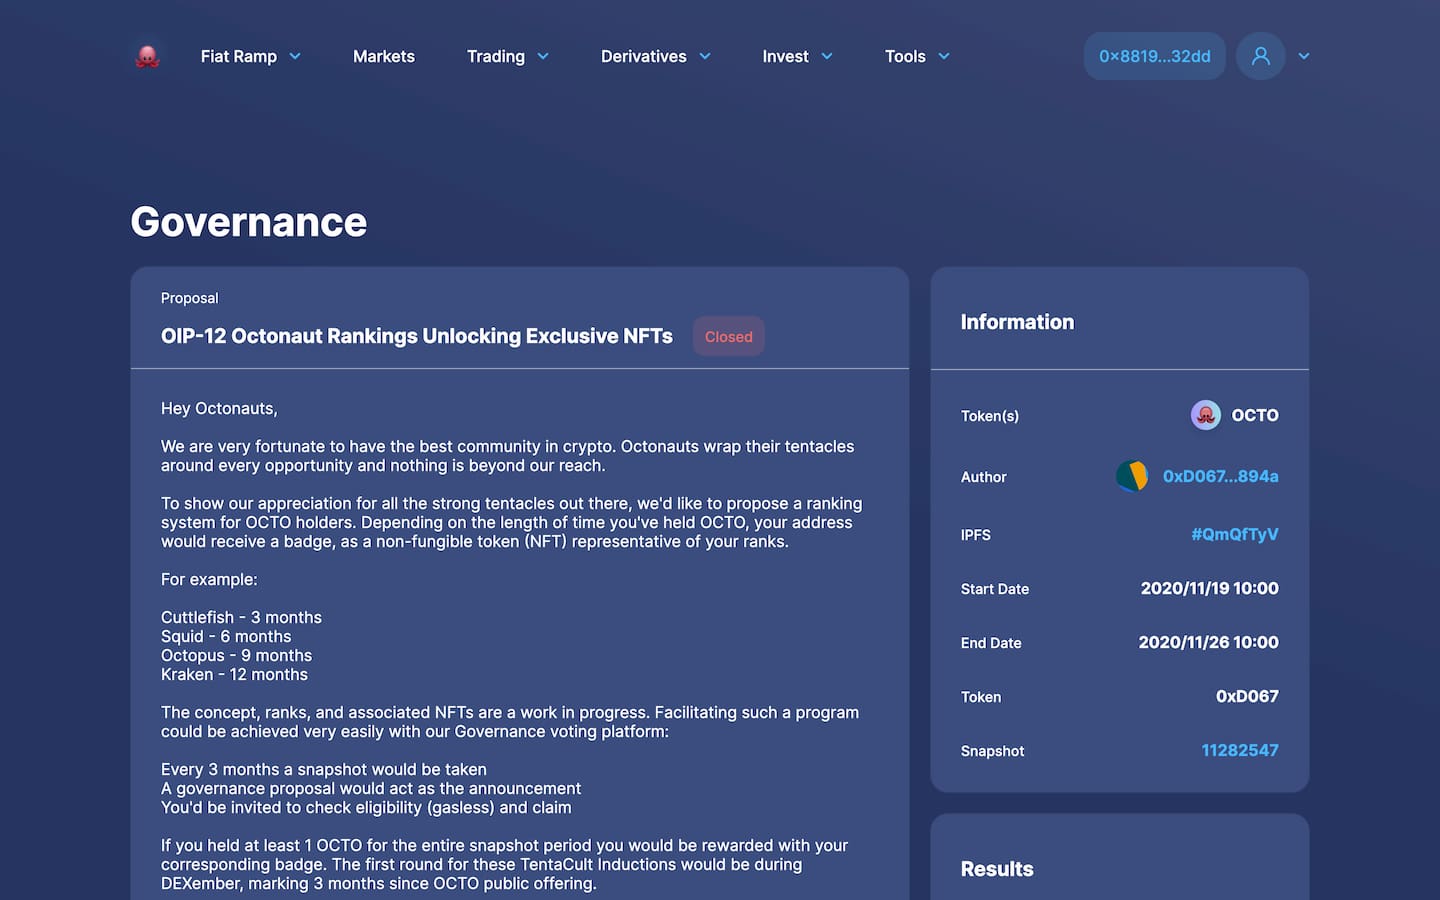 Fiat Ramp
Markets
Trading
Derivatives
Invest
Tools
0×8819...32dd
Governance
Proposal
OIP-12 Octonaut Rankings Unlocking Exclusive NFTs
Closed
Hey Octonauts,
We are very fortunate to have the best community in crypto. Octonauts wrap their tentacles
around every opportunity and nothing is beyond our reach.
To show our appreciation for all the strong tentacles out there, we'd like to propose a ranking
system for OCTO holders. Depending on the length of time you've held OCTO, your address
would receive a badge, as a non-fungible token (NFT) representative of your ranks.
For example:
Cuttlefish - 3 months
Squid - 6 months
Octopus - 9 months
Kraken - 12 months
The concept, ranks, and associated NFTs are a work in progress. Facilitating such a program
could be achieved very easily with our Governance voting platform:
Every 3 months a snapshot would be taken
A governance proposal would act as the announcement
You'd be invited to check eligibility (gasless) and claim
If you held at least 1 OCTO for the entire snapshot period you would be rewarded with your
corresponding badge. The first round for these TentaCult Inductions would be during
DEXember, marking 3 months since OCTO public offering.
Information
Token(s)
OCTO
Author
0xD067...894a
IPFS
#QmQfTyV
Start Date
2020/11/19 10:00
End Date
2020/11/26 10:00
Token
0xD067
Snapshot
11282547
Results